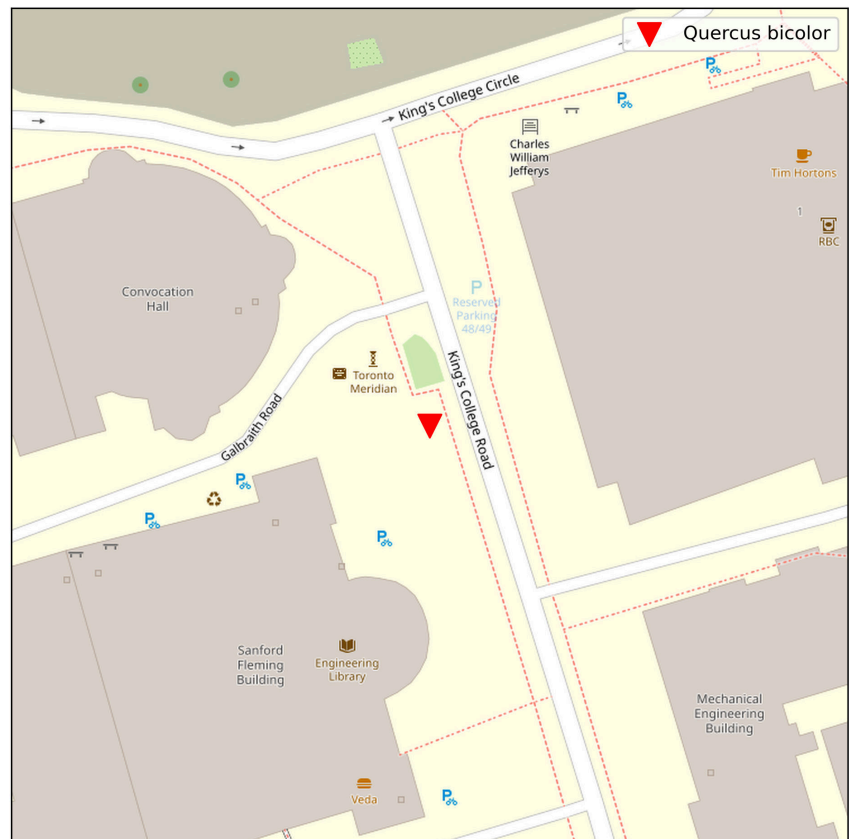 Quercus bicolor
King's College Circle
Charles
William
Jefferys
Tim Hortons
1
RBC
Convocation
Hall
P
Reserved
Parking
48/49
Toronto
Meridian
King's College Road
Galbraith Road
Sanford
Fleming
Building
Engineering
Library
Mechanical
Engineering
Building
Veda